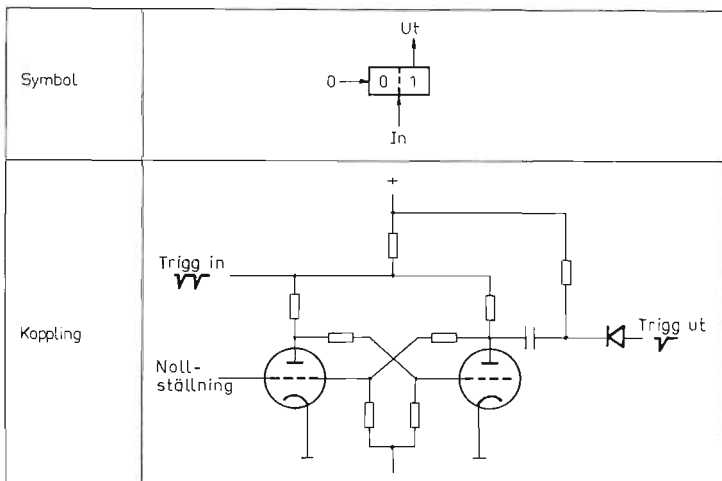 Symbol
Ut
0
0 1
In
+
Trigg in
Koppling
Trigg ut
Noll-
ställning